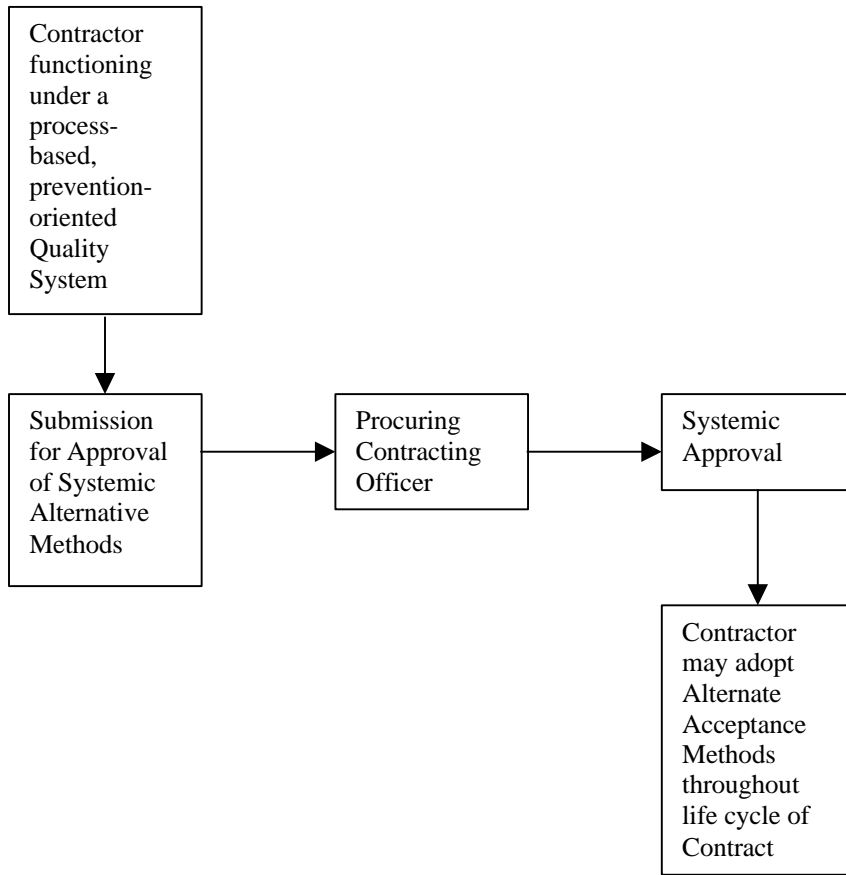 Contractor
functioning
under a
process-
based,
prevention-
oriented
Quality
System
Submission
for Approval
of Systemic
Alternative
Methods
Procuring
Contracting
Officer
Systemic
Approval
Contractor
may adopt
Alternate
Acceptance
Methods
throughout
life cycle of
Contract